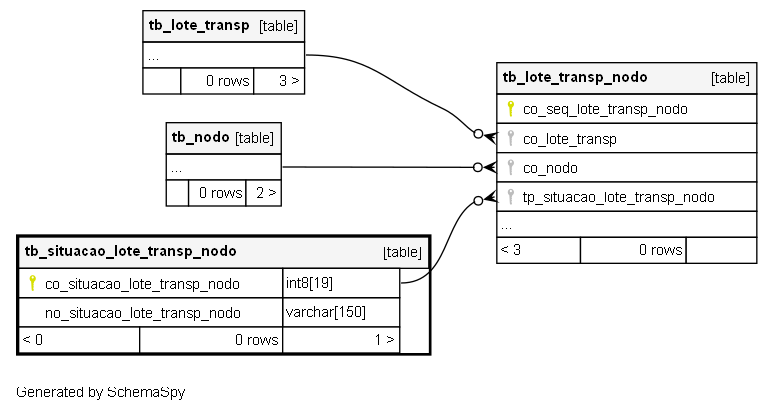 tb_lote_transp [table]
...
0 rows 3 >
tb_nodo [table]
...
0 rows 2 >
tb_situacao_lote_transp_nodo [table]
co_situacao_lote_transp_nodo int8[19]
no_situacao_lote_transp_nodo varchar[150]
< 0 0 rows 1 >
tb_lote_transp_nodo [table]
co_seq_lote_transp_nodo
co_lote_transp
co_nodo
tp_situacao_lote_transp_nodo
...
< 3 0 rows
Generated by SchemaSpy